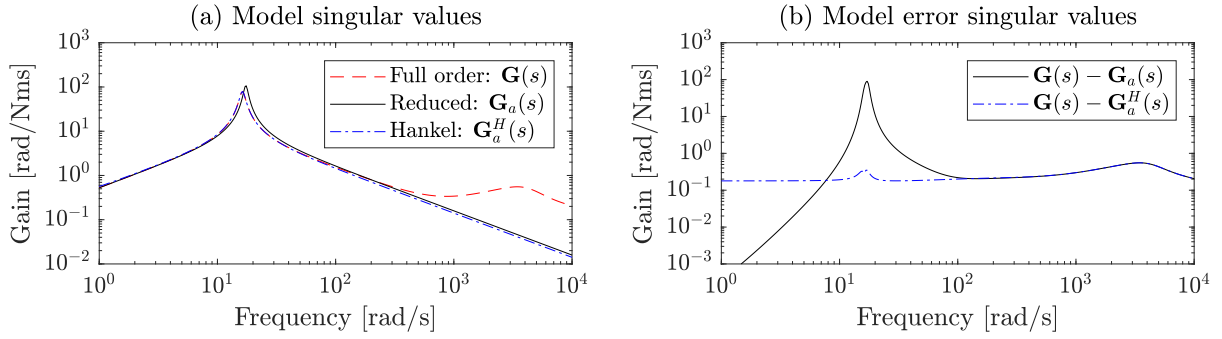 (a) Model singular values
Gain [rad/Nms]
10^3
10^2
10^1
10^0
10^-1
10^-2
Full order: G(s)
Reduced: G_a(s)
Hankel: G_a^H(s)
10^0 10^1 10^2 10^3 10^4
Frequency [rad/s]
(b) Model error singular values
Gain [rad/Nms]
10^3
10^2
10^1
10^0
10^-1
10^-2
10^-3
G(s) − G_a(s)
G(s) − G_a^H(s)
10^0 10^1 10^2 10^3 10^4
Frequency [rad/s]